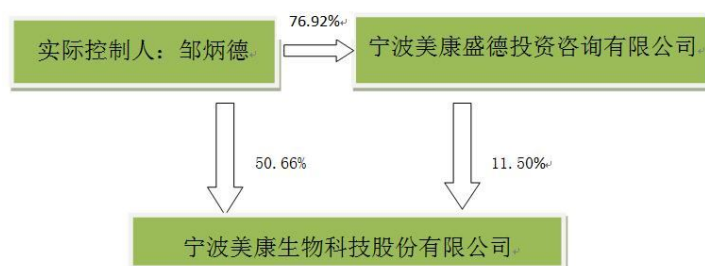 76.92%
实际控制人：邹炳德
宁波美康盛德投资咨询有限公司
50.66%
11.50%
宁波美康生物科技股份有限公司